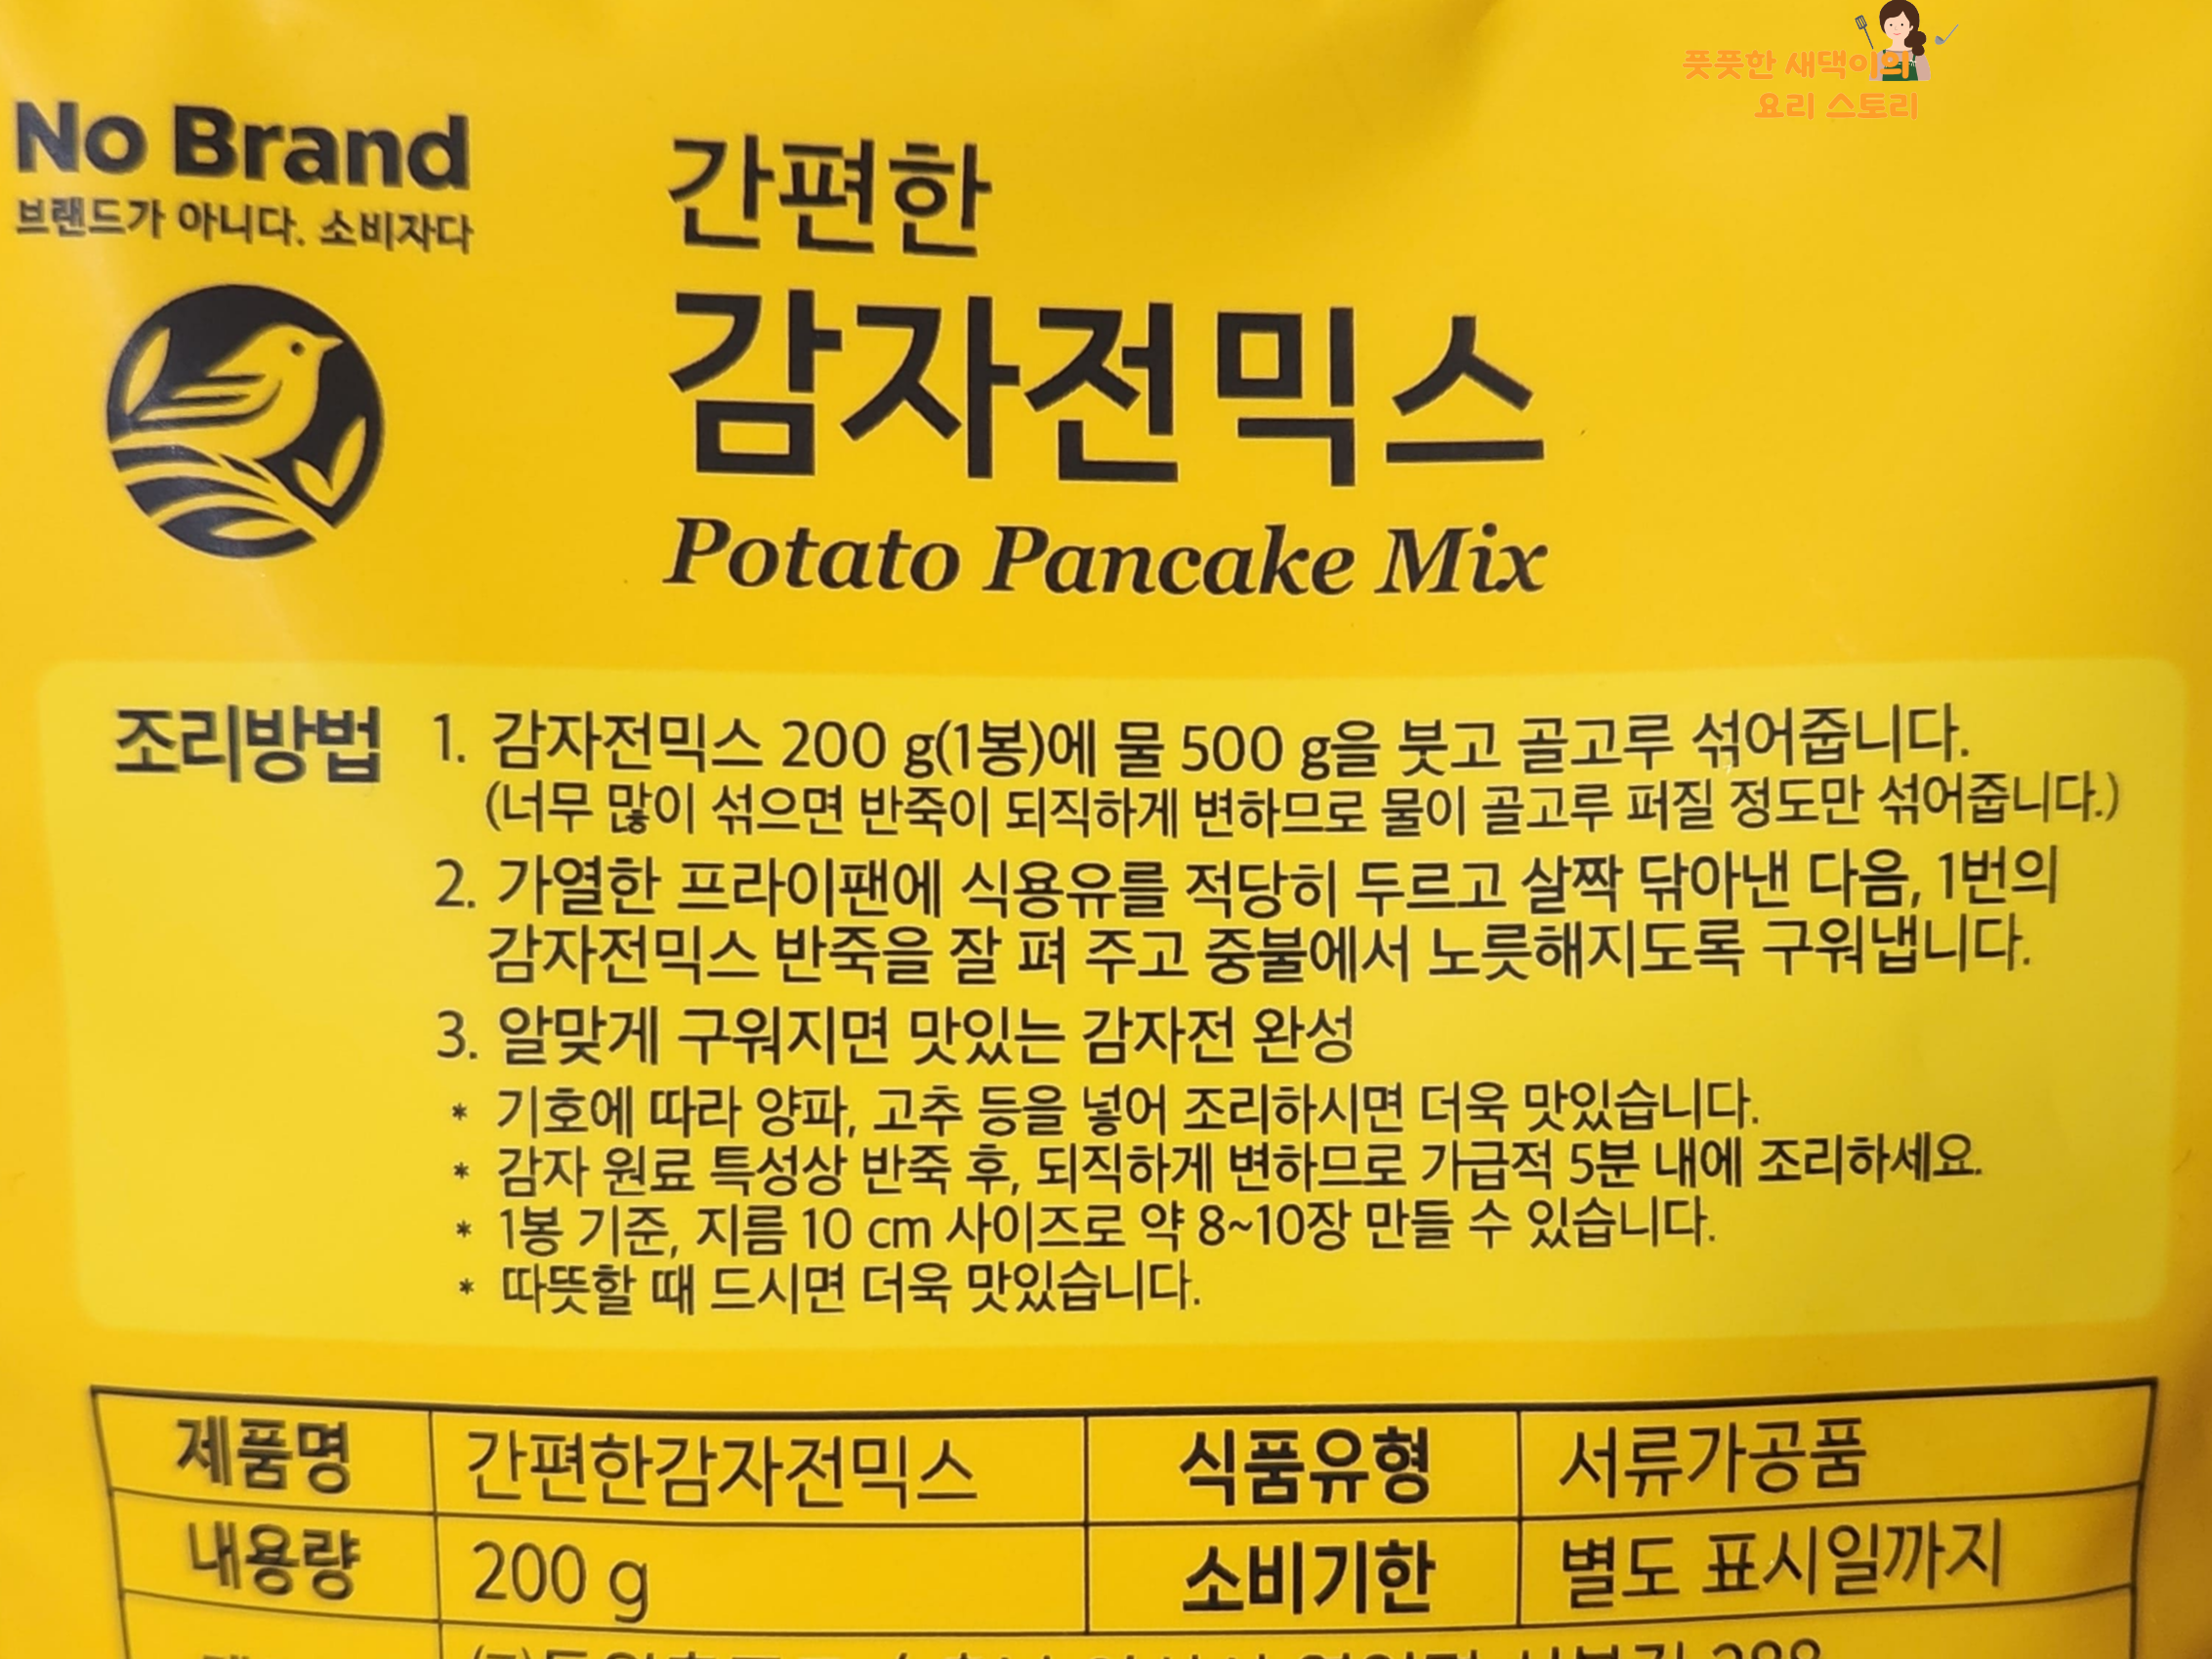 풋풋한 새댁이의
요리 스토리
No Brand
브랜드가 아니다. 소비자다
간편한
감자전믹스
Potato Pancake Mix
조리방법
1. 감자전믹스 200 g(1봉)에 물 500 g을 붓고 골고루 섞어줍니다.
(너무 많이 섞으면 반죽이 되직하게 변하므로 물이 골고루 퍼질 정도만 섞어줍니다.)
2. 가열한 프라이팬에 식용유를 적당히 두르고 살짝 닦아낸 다음, 1번의
감자전믹스 반죽을 잘 펴 주고 중불에서 노릇해지도록 구워냅니다.
3. 알맞게 구워지면 맛있는 감자전 완성
* 기호에 따라 양파, 고추 등을 넣어 조리하시면 더욱 맛있습니다.
* 감자 원료 특성상 반죽 후, 되직하게 변하므로 가급적 5분 내에 조리하세요.
* 1봉 기준, 지름 10 cm 사이즈로 약 8~10장 만들 수 있습니다.
* 따뜻할 때 드시면 더욱 맛있습니다.
제품명 간편한감자전믹스 식품유형 서류가공품
내용량 200 g 소비기한 별도 표시일까지